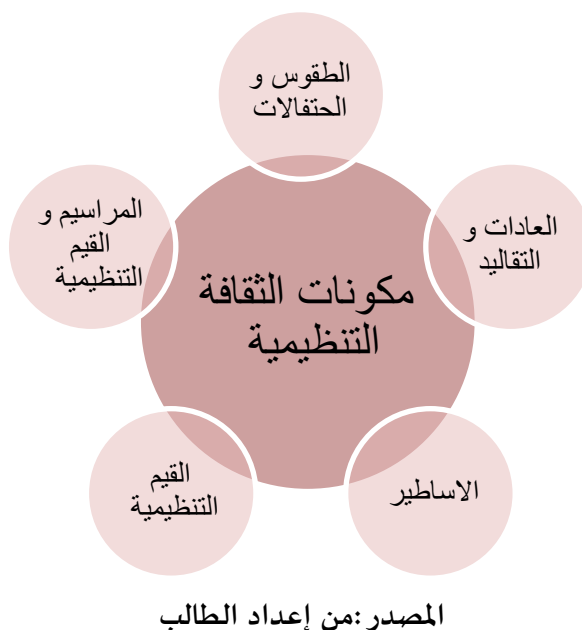 الطقوس و
الحتفالات
العادات و
التقاليد
المراسيم و
القيم
التنظيمية
مكونات الثقافة
التنظيمية
الاساطير
القيم
التنظيمية
المصدر :من إعداد الطالب